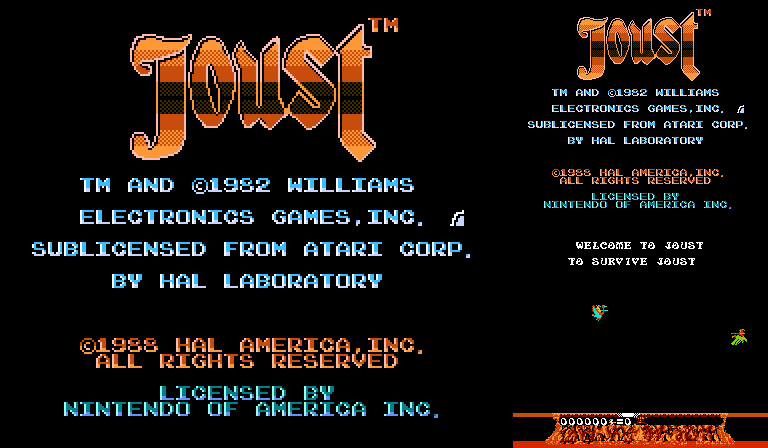 Joust™
TM AND ©1982 WILLIAMS
ELECTRONICS GAMES,INC.
SUBLICENSED FROM ATARI CORP.
BY HAL LABORATORY
©1988 HAL AMERICA,INC.
ALL RIGHTS RESERVED
LICENSED BY
NINTENDO OF AMERICA INC.
Joust™
TM AND ©1982 WILLIAMS
ELECTRONICS GAMES,INC.
SUBLICENSED FROM ATARI CORP.
BY HAL LABORATORY
©1988 HAL AMERICA,INC.
ALL RIGHTS RESERVED
LICENSED BY
NINTENDO OF AMERICA INC.
WELCOME TO JOUST
TO SURVIVE JOUST
000000*=0